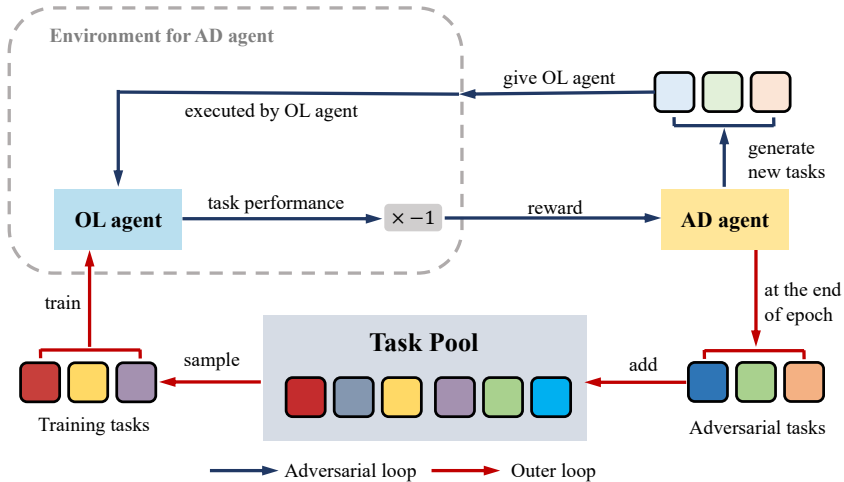 Environment for AD agent
give OL agent
executed by OL agent
generate
new tasks
OL agent
task performance
× −1
reward
AD agent
train
at the end
of epoch
Task Pool
sample
add
Training tasks
Adversarial tasks
Adversarial loop
Outer loop